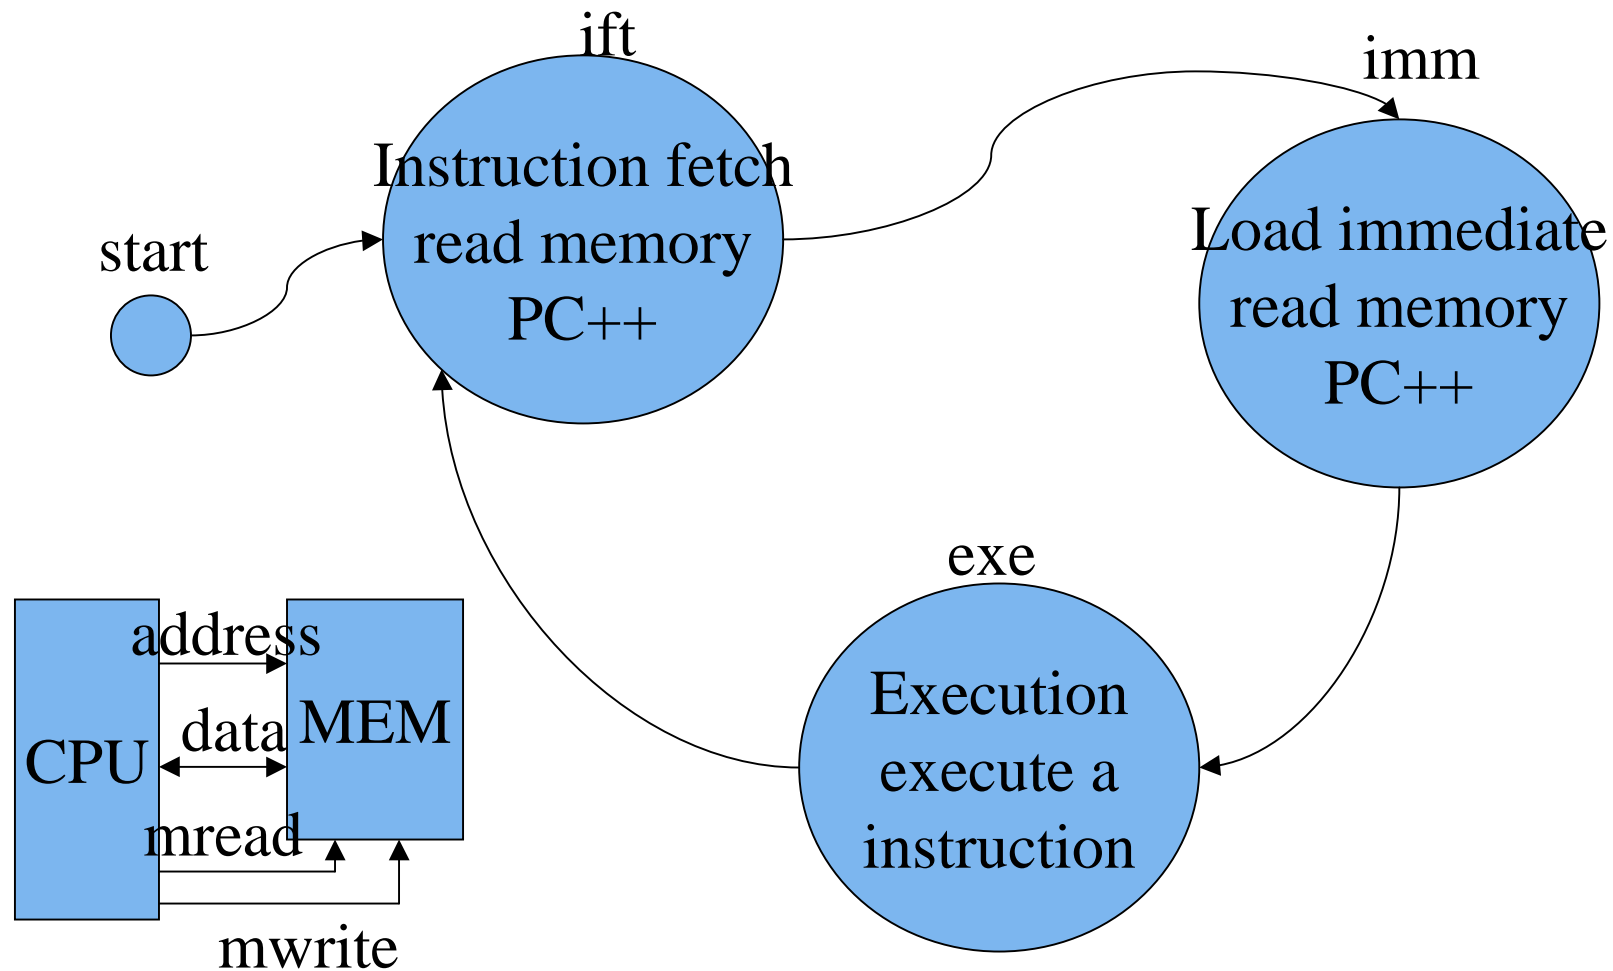 ift
Instruction fetch
read memory
PC++
imm
Load immediate
read memory
PC++
start
exe
Execution
execute a
instruction
CPU
address
data
MEM
mread
mwrite